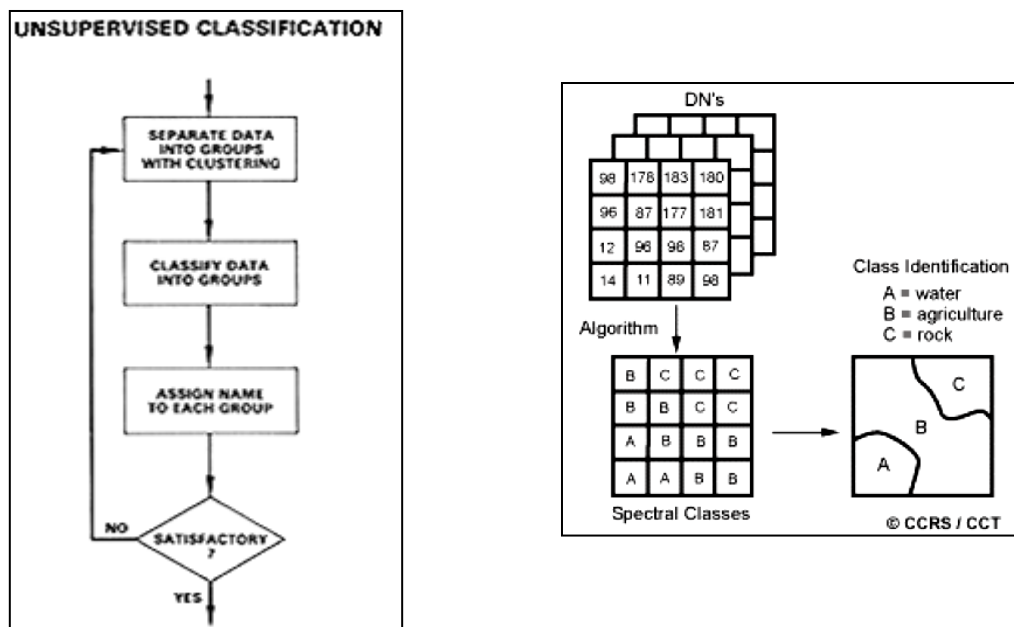 UNSUPERVISED CLASSIFICATION
SEPARATE DATA
INTO GROUPS
WITH CLUSTERING
CLASSIFY DATA
INTO GROUPS
ASSIGN NAME
TO EACH GROUP
NO
SATISFACTORY
?
YES
DN's
98 178 183 180
96 87 177 181
12 96 98 87
14 11 89 98
Algorithm
B C C C
B B C C
A B B B
A A B B
Spectral Classes
Class Identification
A = water
B = agriculture
C = rock
C
B
A
© CCRS / CCT